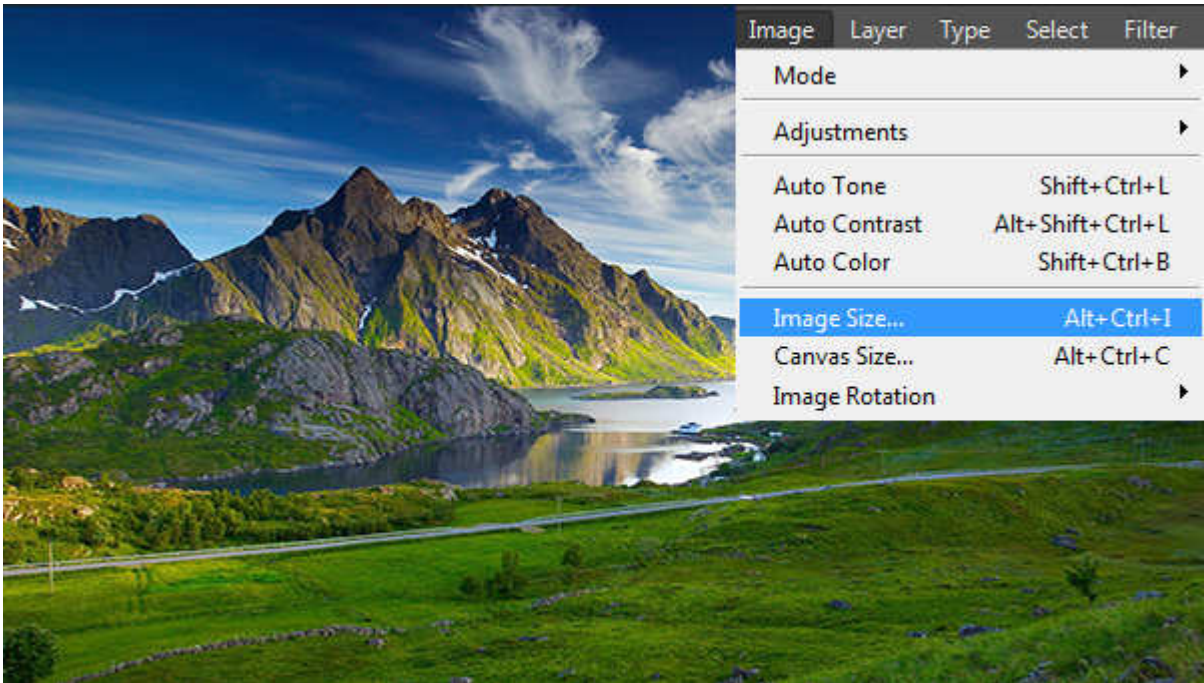 Image Layer Type Select Filter
Mode
Adjustments
Auto Tone Shift+Ctrl+L
Auto Contrast Alt+Shift+Ctrl+L
Auto Color Shift+Ctrl+B
Image Size... Alt+Ctrl+I
Canvas Size... Alt+Ctrl+C
Image Rotation